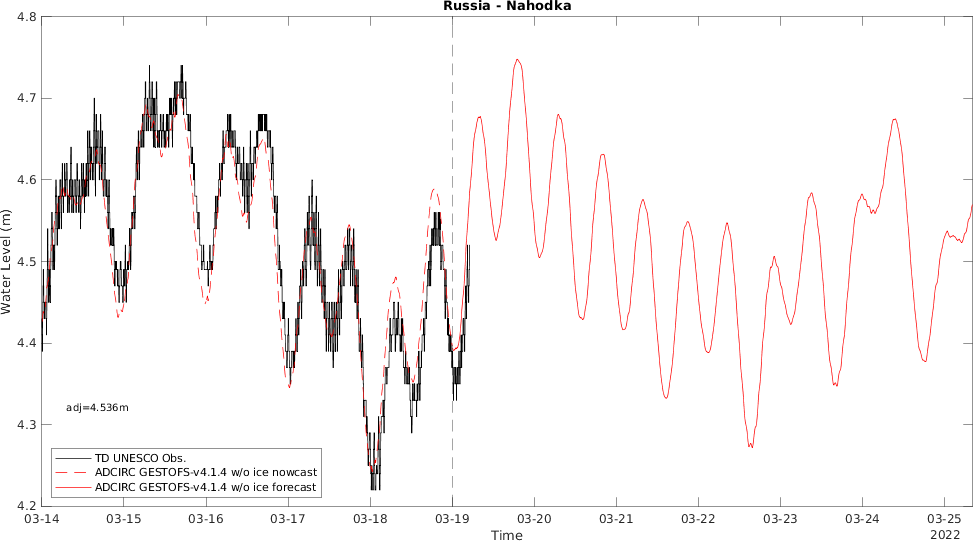 Russia - Nahodka
Water Level (m)
4.8
4.7
4.6
4.5
4.4
4.3
4.2
adj=4.536m
TD UNESCO Obs.
ADCIRC GESTOFS-v4.1.4 w/o ice nowcast
ADCIRC GESTOFS-v4.1.4 w/o ice forecast
03-14 03-15 03-16 03-17 03-18 03-19 03-20 03-21 03-22 03-23 03-24 03-25
Time
2022